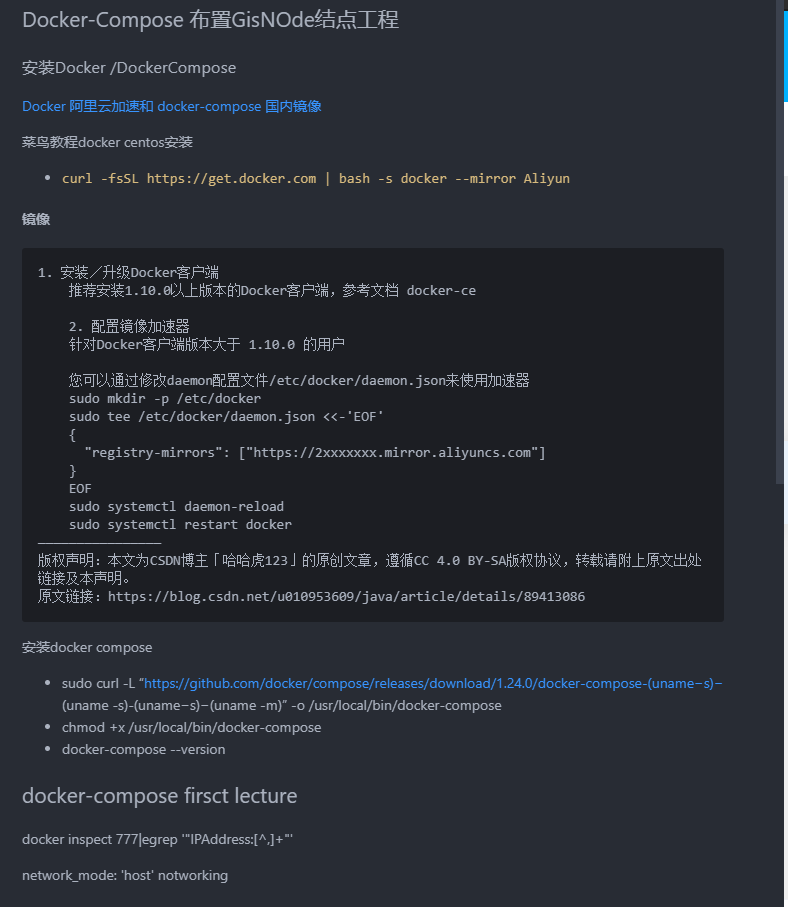 Docker-Compose 布置GisNOde结点工程
安装Docker /DockerCompose
Docker 阿里云加速和 docker-compose 国内镜像
菜鸟教程docker centos安装
• curl -fsSL https://get.docker.com | bash -s docker --mirror Aliyun
镜像
1. 安装／升级Docker客户端
推荐安装1.10.0以上版本的Docker客户端，参考文档 docker-ce
2. 配置镜像加速器
针对Docker客户端版本大于 1.10.0 的用户
您可以通过修改daemon配置文件/etc/docker/daemon.json来使用加速器
sudo mkdir -p /etc/docker
sudo tee /etc/docker/daemon.json <<-'EOF'
{
"registry-mirrors": ["https://2xxxxxxx.mirror.aliyuncs.com"]
}
EOF
sudo systemctl daemon-reload
sudo systemctl restart docker
————————————————
版权声明：本文为CSDN博主「哈哈虎123」的原创文章，遵循CC 4.0 BY-SA版权协议，转载请附上原文出处
链接及本声明。
原文链接：https://blog.csdn.net/u010953609/java/article/details/89413086
安装docker compose
• sudo curl -L “https://github.com/docker/compose/releases/download/1.24.0/docker-compose-(uname−s)−
(uname -s)-(uname−s)−(uname -m)” -o /usr/local/bin/docker-compose
• chmod +x /usr/local/bin/docker-compose
• docker-compose --version
docker-compose firsct lecture
docker inspect 777|egrep '"IPAddress:[^,]+"'
network_mode: 'host' notworking